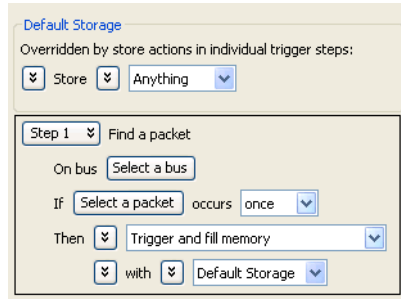 Default Storage
Overridden by store actions in individual trigger steps:
Store Anything
Step 1 Find a packet
On bus Select a bus
If Select a packet occurs once
Then Trigger and fill memory
with Default Storage